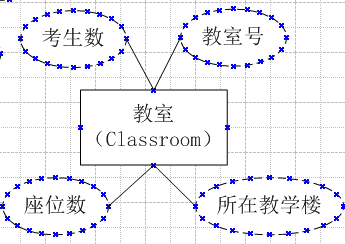 考生数
教室号
教室
（Classroom）
座位数
所在教学楼